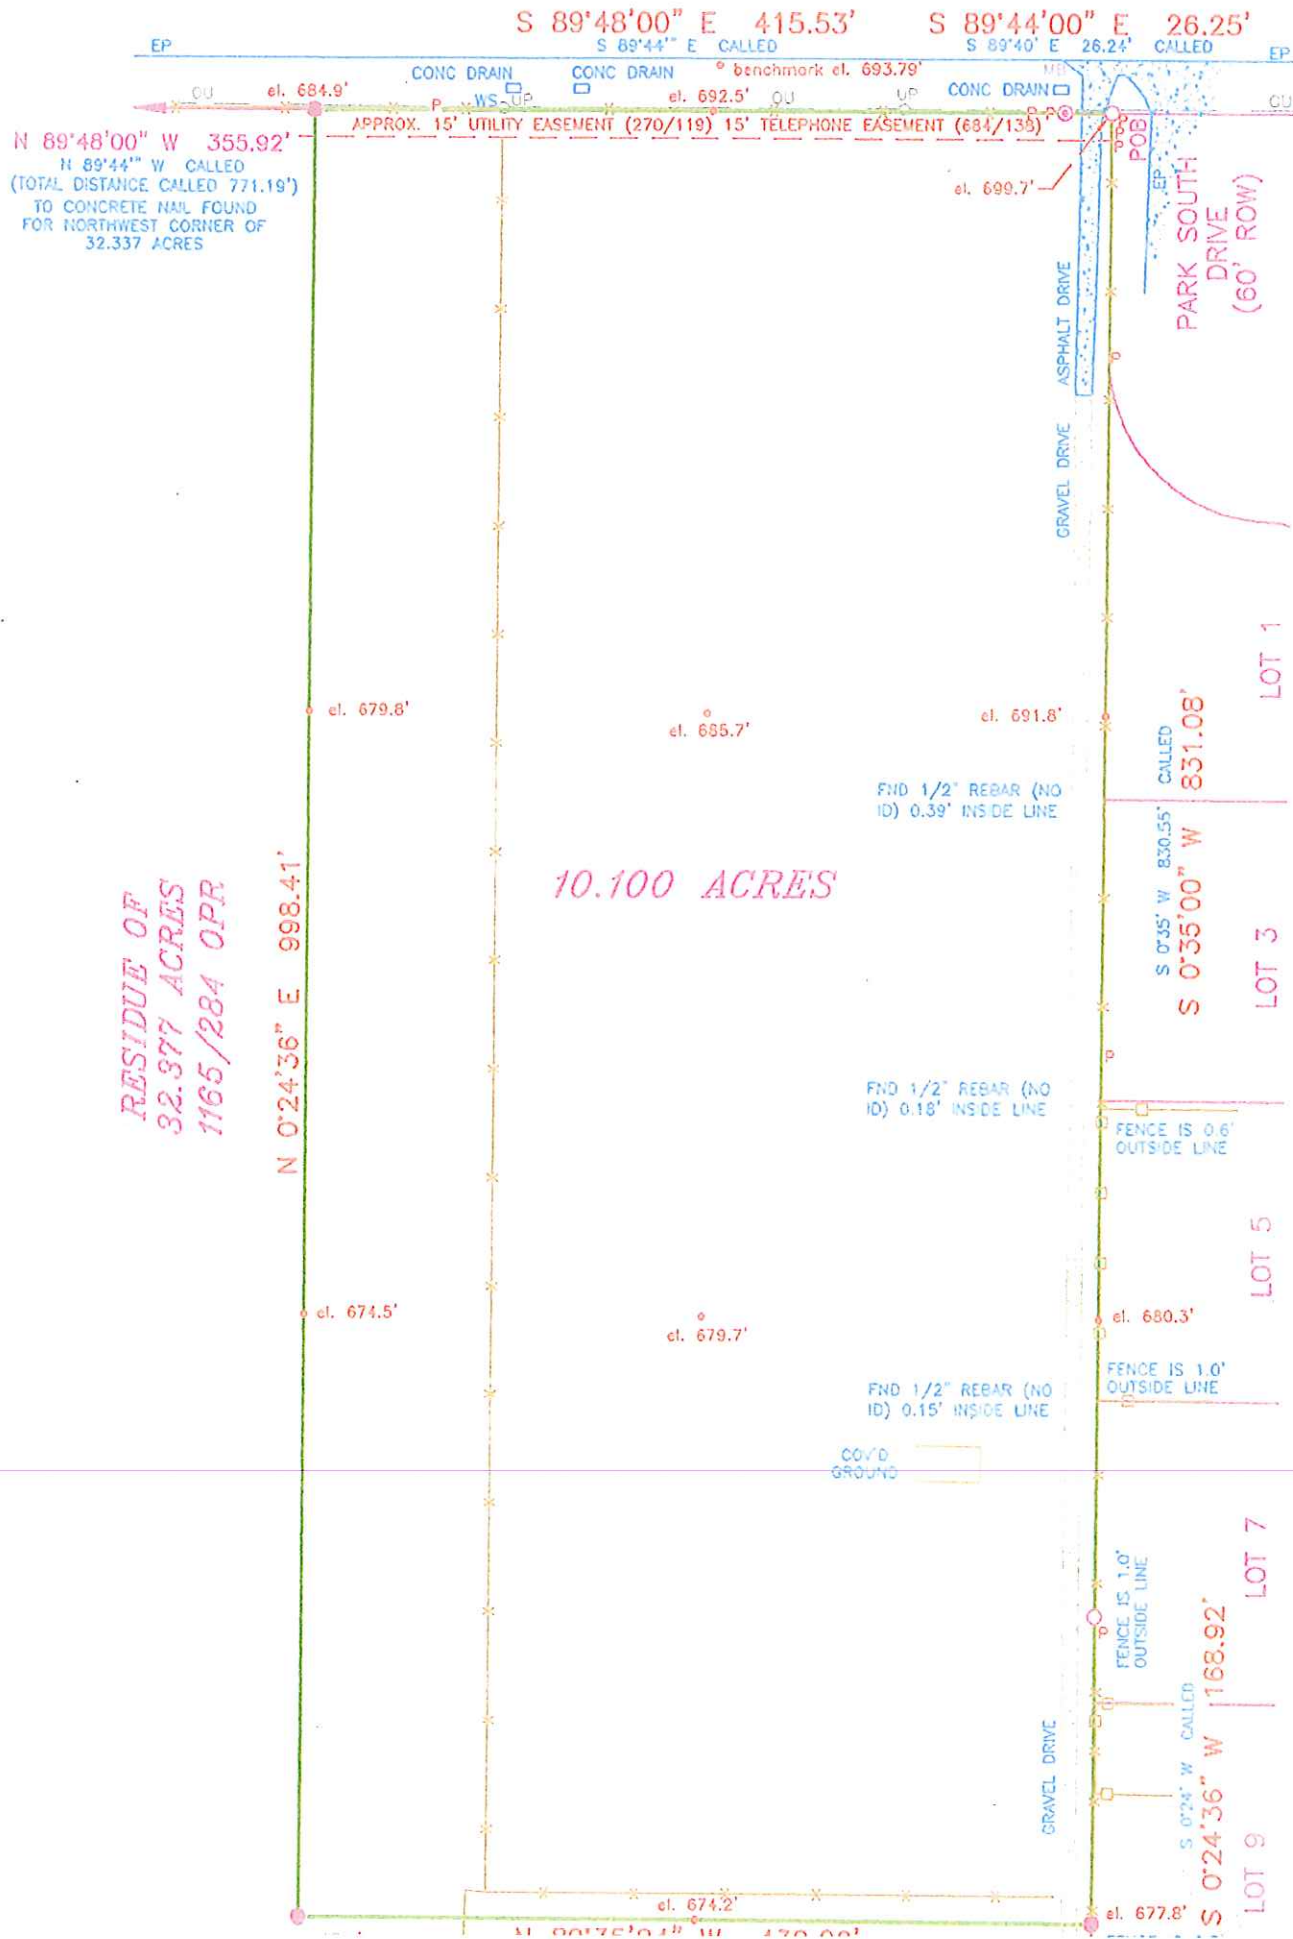 S 89°48'00" E 415.53' S 89°44'00" E 26.25'
S 89°44'" E CALLED S 89°40' E 26.24' CALLED
EP
EP
CONC DRAIN CONC DRAIN benchmark el. 693.79' MB
OU el. 684.9' WS UP el. 692.5' OU UP CONC DRAIN OU
P P P
APPROX. 15' UTILITY EASEMENT (270/119) 15' TELEPHONE EASEMENT (684/138)
N 89°48'00" W 355.92'
N 89°44'" W CALLED
(TOTAL DISTANCE CALLED 771.19')
TO CONCRETE NAIL FOUND
FOR NORTHWEST CORNER OF
32.337 ACRES
POB
el. 699.7'
EP
PARK SOUTH
DRIVE
(60' ROW)
ASPHALT DRIVE
GRAVEL DRIVE
LOT 1
el. 679.8'
el. 685.7'
el. 691.8'
FND 1/2" REBAR (NO
ID) 0.39' INSIDE LINE
S 0°35' W 830.55' CALLED
S 0°35'00" W 831.08'
10.100 ACRES
RESIDUE OF
32.377 ACRES
1165/284 OPR
N 0°24'36" E 998.41'
LOT 3
P
FND 1/2" REBAR (NO
ID) 0.18' INSIDE LINE
FENCE IS 0.6'
OUTSIDE LINE
LOT 5
el. 674.5'
el. 679.7'
el. 680.3'
FENCE IS 1.0'
OUTSIDE LINE
FND 1/2" REBAR (NO
ID) 0.15' INSIDE LINE
COV'D
GROUND
LOT 7
FENCE IS 1.0'
OUTSIDE LINE
P
S 0°24' W CALLED
S 0°24'36" W 168.92'
GRAVEL DRIVE
LOT 9
el. 674.2'
el. 677.8'